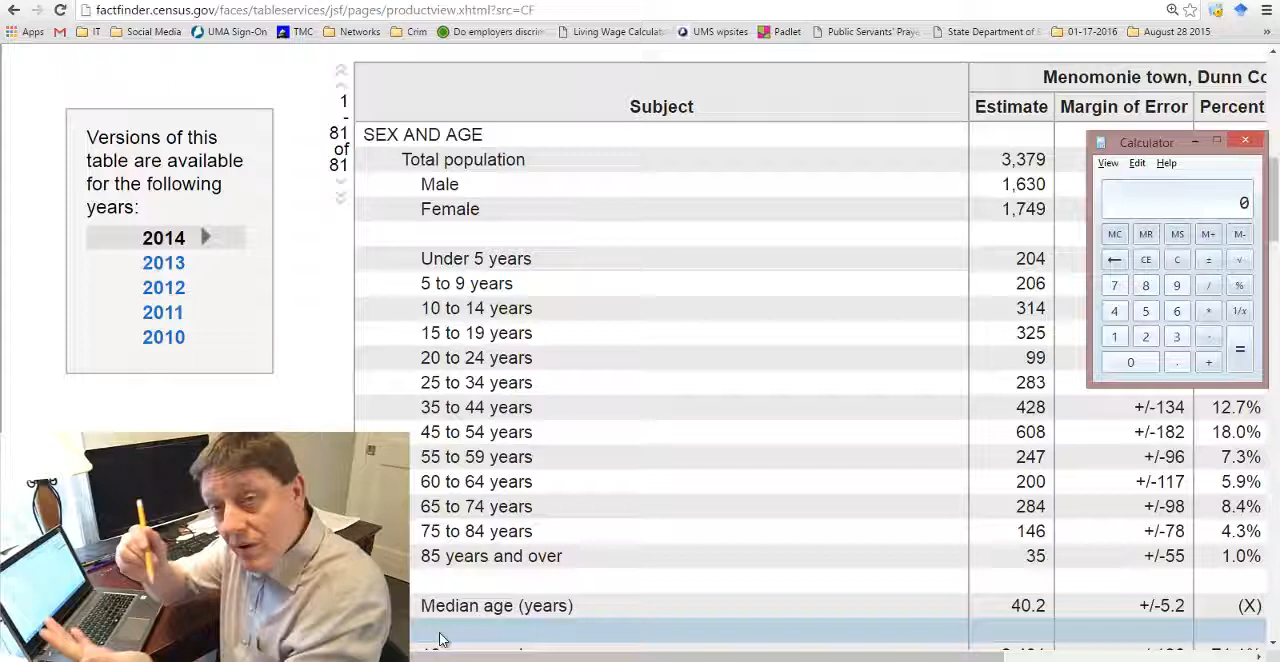 factfinder.census.gov/faces/tableservices/jsf/pages/productview.xhtml?src=CF
Apps IT Social Media UMA Sign-On TMC Networks Crim Do employers discrim Living Wage Calculat UMS wpsites Padlet Public Servants' Praye State Department of 01-17-2016 August 28 2015 »
Versions of this
table are available
for the following
years:
2014
2013
2012
2011
2010
1
-
81
of
81
Menomonie town, Dunn Co
Subject Estimate Margin of Error Percent
SEX AND AGE
Total population 3,379
Male 1,630
Female 1,749
Under 5 years 204
5 to 9 years 206
10 to 14 years 314
15 to 19 years 325
20 to 24 years 99
25 to 34 years 283
35 to 44 years 428 +/-134 12.7%
45 to 54 years 608 +/-182 18.0%
55 to 59 years 247 +/-96 7.3%
60 to 64 years 200 +/-117 5.9%
65 to 74 years 284 +/-98 8.4%
75 to 84 years 146 +/-78 4.3%
85 years and over 35 +/-55 1.0%
Median age (years) 40.2 +/-5.2 (X)
Calculator
View Edit Help
0
MC MR MS M+ M-
← CE C ± √
7 8 9 / %
4 5 6 * 1/x
1 2 3 - =
0 . +